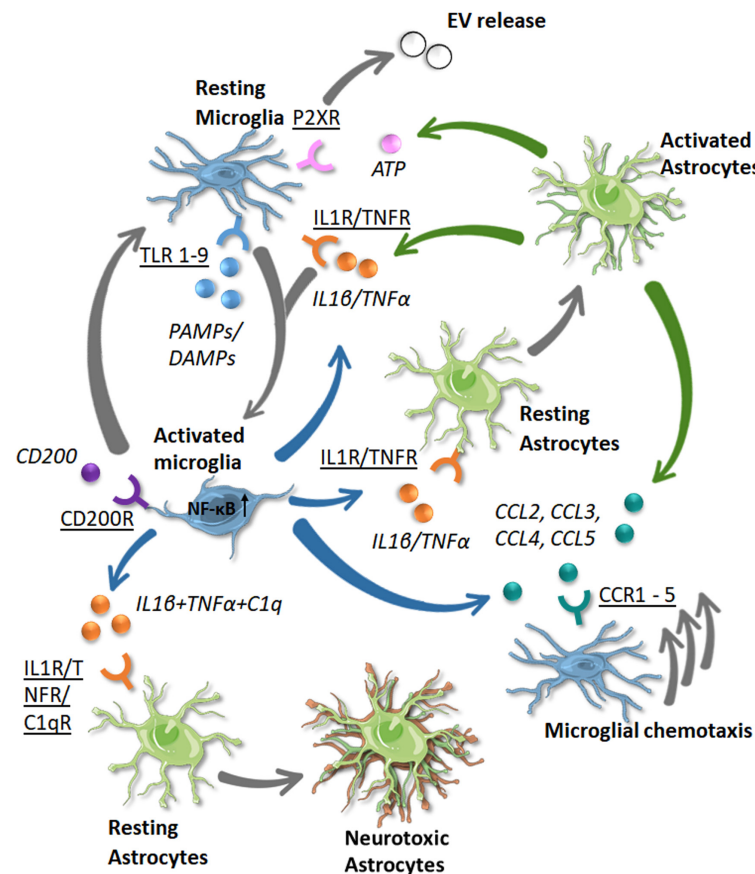 EV release
Resting
Microglia
P2XR
ATP
Activated
Astrocytes
IL1R/TNFR
TLR 1-9
IL1β/TNFα
PAMPs/
DAMPs
Resting
Astrocytes
Activated
microglia
IL1R/TNFR
CD200
NF-κB
CD200R
IL1β/TNFα
CCL2, CCL3,
CCL4, CCL5
IL1β+TNFα+C1q
CCR1 - 5
IL1R/T
NFR/
C1qR
Microglial chemotaxis
Resting
Astrocytes
Neurotoxic
Astrocytes